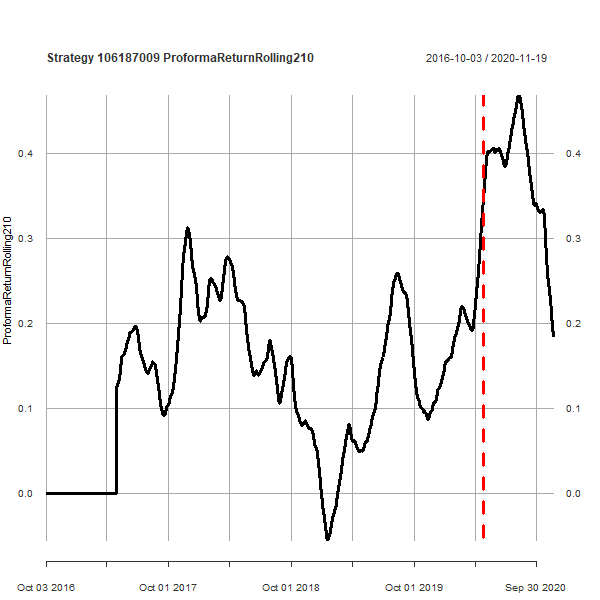 Strategy 106187009 ProformaReturnRolling210
2016-10-03 / 2020-11-19
ProformaReturnRolling210
0.4
0.4
0.3
0.3
0.2
0.2
0.1
0.1
0.0
0.0
Oct 03 2016
Oct 01 2017
Oct 01 2018
Oct 01 2019
Sep 30 2020